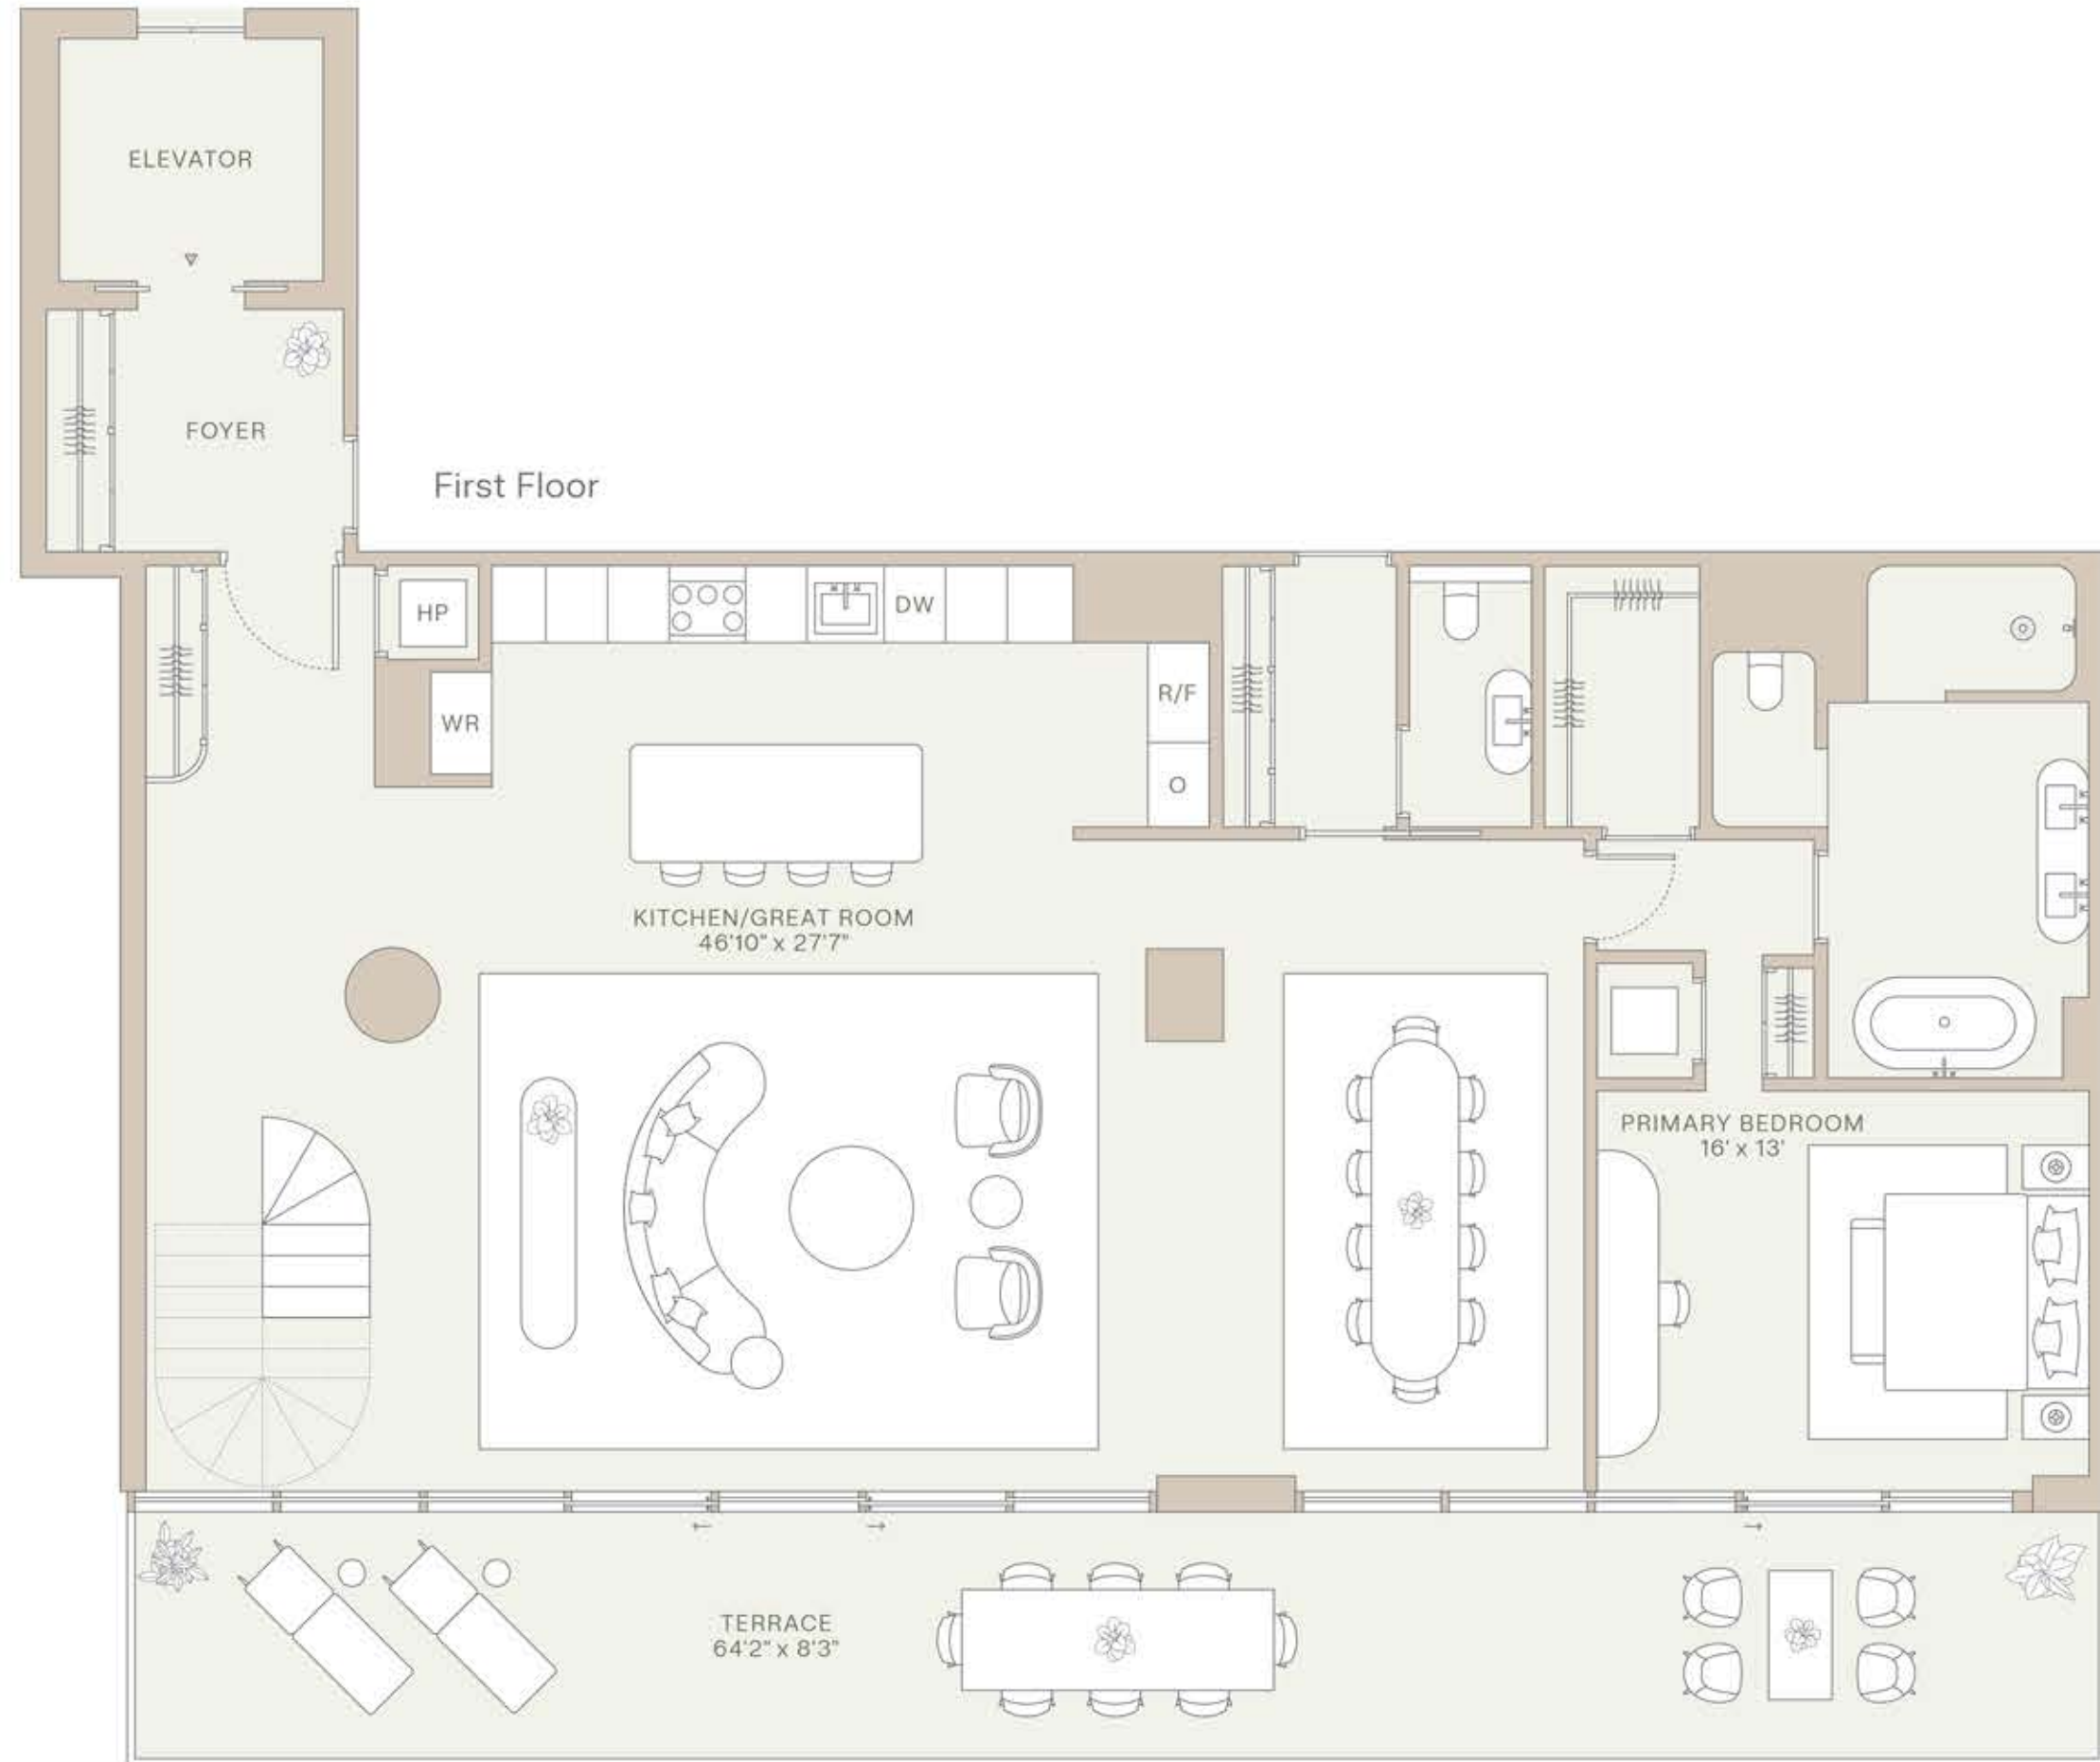 ELEVATOR
FOYER
First Floor
HP
DW
WR
R/F
O
KITCHEN/GREAT ROOM
46'10" x 27'7"
PRIMARY BEDROOM
16' x 13'
TERRACE
64'2" x 8'3"